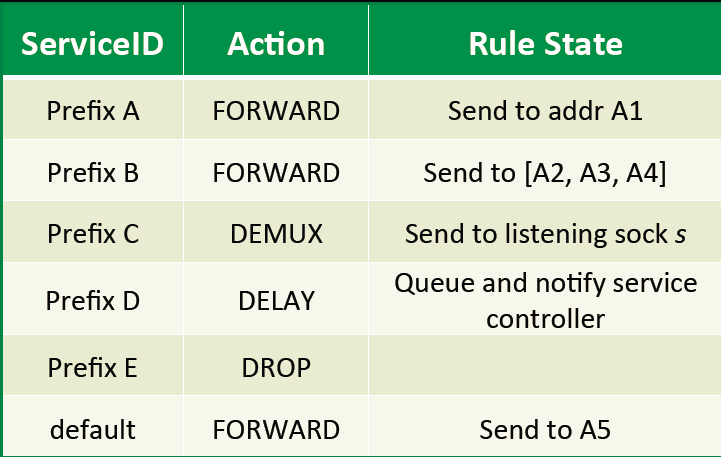 ServiceID Action Rule State
Prefix A FORWARD Send to addr A1
Prefix B FORWARD Send to [A2, A3, A4]
Prefix C DEMUX Send to listening sock s
Prefix D DELAY Queue and notify service
controller
Prefix E DROP
default FORWARD Send to A5